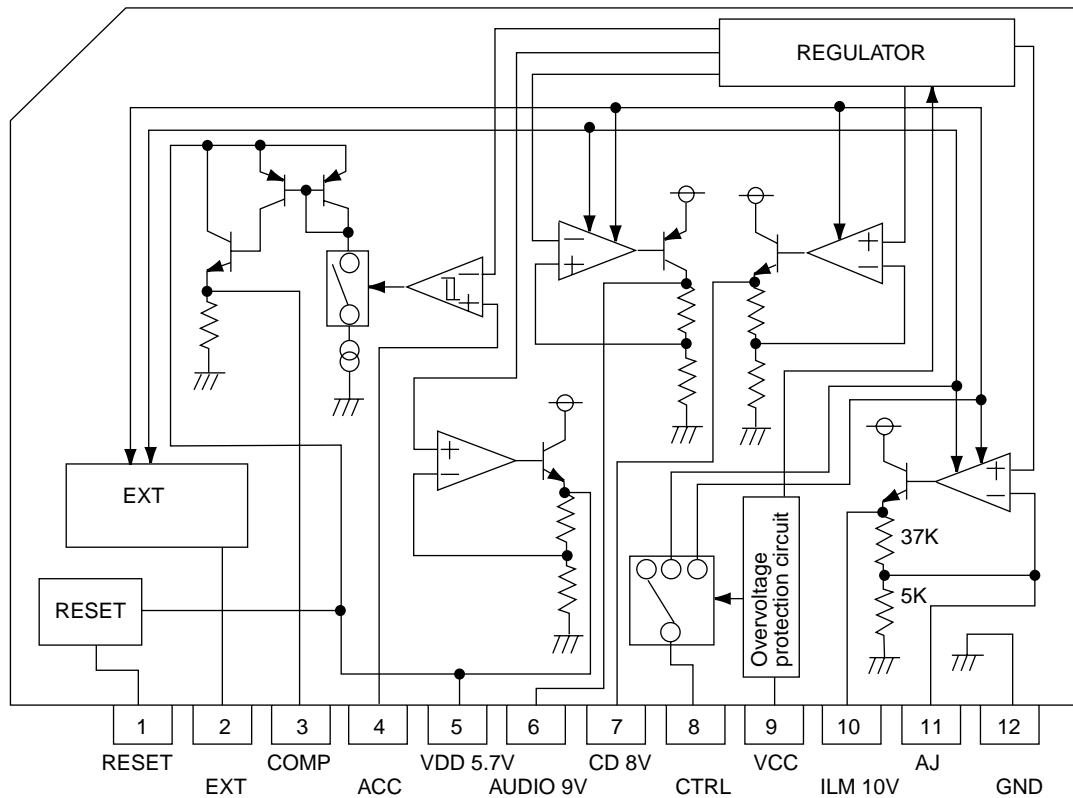 REGULATOR
EXT
RESET
37K
5K
Overvoltage
protection circuit
1 2 3 4 5 6 7 8 9 10 11 12
RESET COMP VDD 5.7V CD 8V VCC AJ
EXT ACC AUDIO 9V CTRL ILM 10V GND